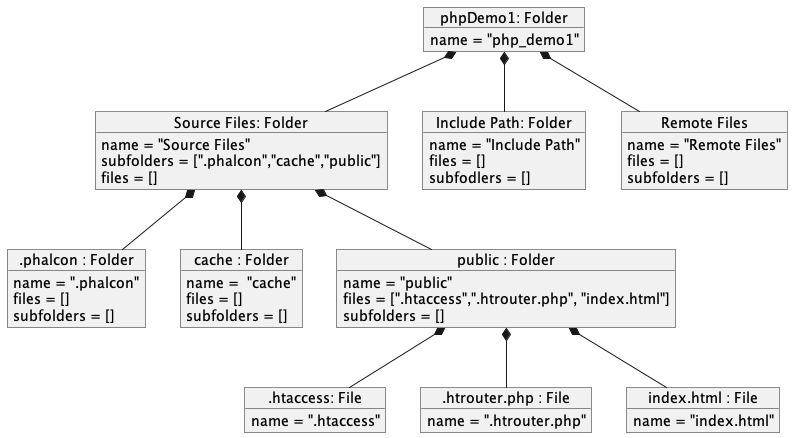 phpDemo1: Folder
name = "php_demo1"
Source Files: Folder
name = "Source Files"
subfolders = [".phalcon","cache","public"]
files = []
Include Path: Folder
name = "Include Path"
files = []
subfodlers = []
Remote Files
name = "Remote Files"
files = []
subfolders = []
.phalcon : Folder
name = ".phalcon"
files = []
subfolders = []
cache : Folder
name =  "cache"
files = []
subfolders = []
public : Folder
name = "public"
files = [".htaccess",".htrouter.php", "index.html"]
subfolders = []
.htaccess: File
name = ".htaccess"
.htrouter.php : File
name = ".htrouter.php"
index.html : File
name = "index.html"